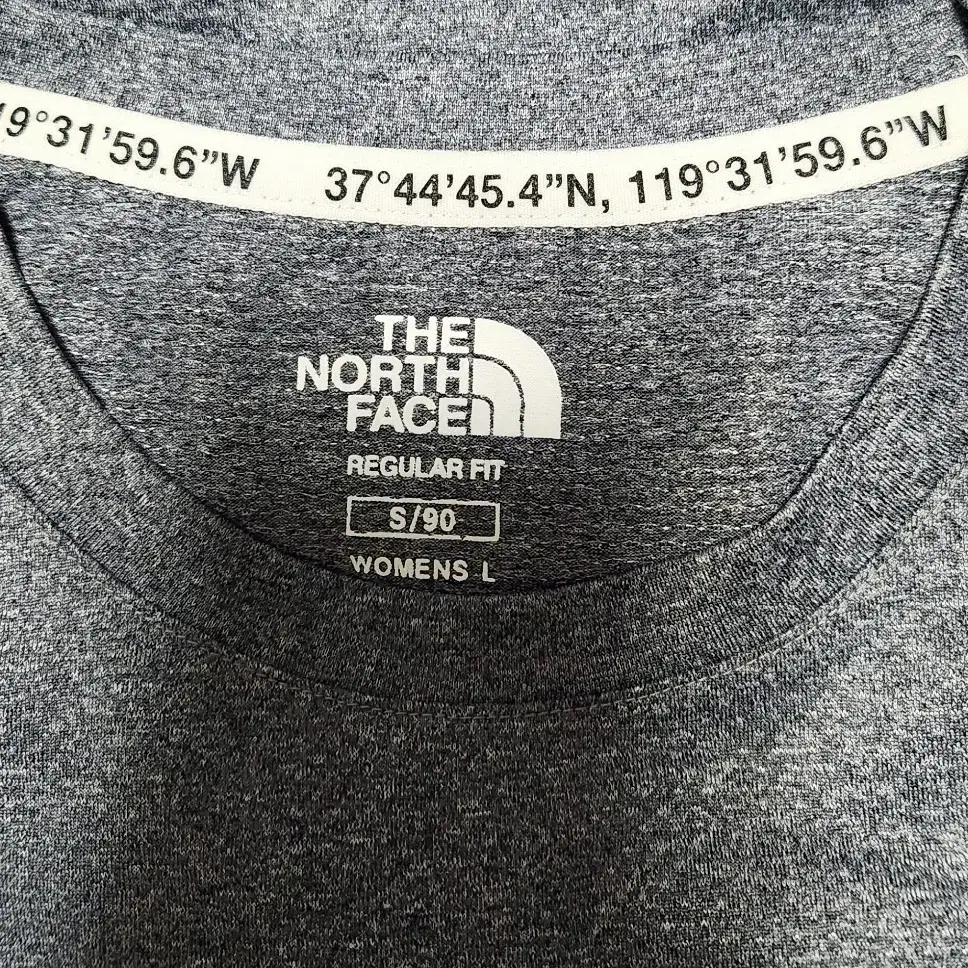 19°31’59.6”W 37°44’45.4”N, 119°31’59.6”W
THE
NORTH
FACE
REGULAR FIT
S/90
WOMENS L